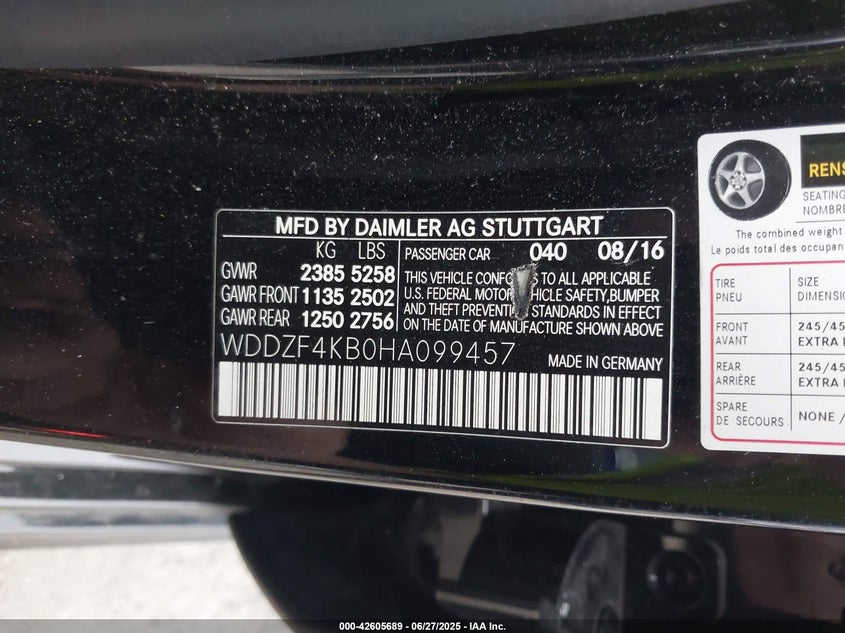 MFD BY DAIMLER AG STUTTGART
KG LBS
GVWR 2385 5258
GAWR FRONT 1135 2502
GAWR REAR 1250 2756
PASSENGER CAR 040 08/16
THIS VEHICLE CONFO S TO ALL APPLICABLE
U.S. FEDERAL MOTOR HICLE SAFETY,BUMPER
AND THEFT PREVENTI STANDARDS IN EFFECT
ON THE DATE OF MANUFACTURE SHOWN ABOVE
WDDZF4KB0HA099457 MADE IN GERMANY
RENS
SEATING
NOMBRE
The combined weight
Le poids total des occupan
TIRE SIZE
PNEU DIMENSI
FRONT 245/45
AVANT EXTRA
REAR 245/45
ARRIÈRE EXTRA
SPARE
DE SECOURS NONE /
000-42605689 - 06/27/2025 - IAA Inc.